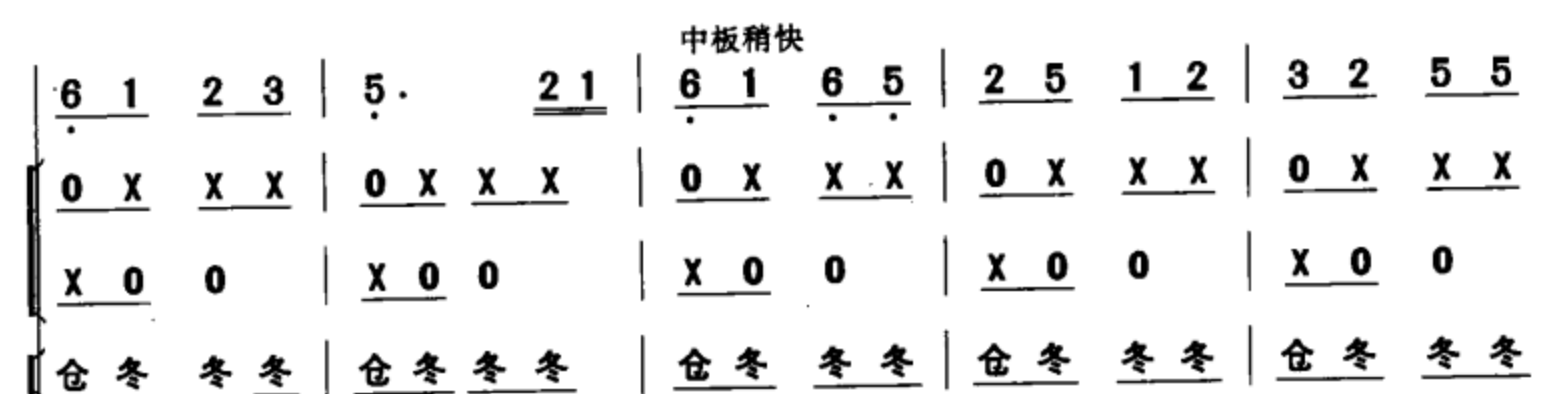 中板稍快
6 1 2 3 | 5 . 2 1 | 6 1 6 5 | 2 5 1 2 | 3 2 5 5
0 X X X | 0 X X X | 0 X X X | 0 X X X | 0 X X X
X 0 0 | X 0 0 | X 0 0 | X 0 0 | X 0 0
仓 冬 冬 冬 | 仓 冬 冬 冬 | 仓 冬 冬 冬 | 仓 冬 冬 冬 | 仓 冬 冬 冬